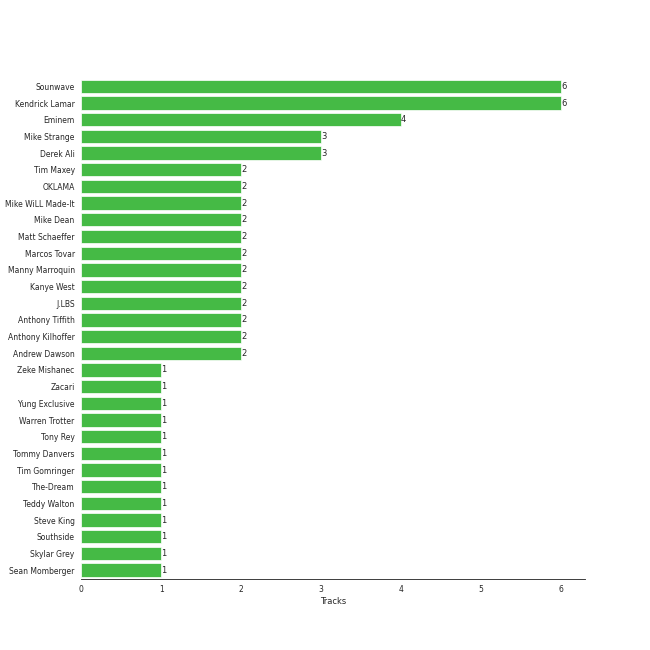 Sounwave 6
Kendrick Lamar 6
Eminem 4
Mike Strange 3
Derek Ali 3
Tim Maxey 2
OKLAMA 2
Mike WiLL Made-It 2
Mike Dean 2
Matt Schaeffer 2
Marcos Tovar 2
Manny Marroquin 2
Kanye West 2
J.LBS 2
Anthony Tiffith 2
Anthony Kilhoffer 2
Andrew Dawson 2
Zeke Mishanec 1
Zacari 1
Yung Exclusive 1
Warren Trotter 1
Tony Rey 1
Tommy Danvers 1
Tim Gomringer 1
The-Dream 1
Teddy Walton 1
Steve King 1
Southside 1
Skylar Grey 1
Sean Momberger 1
0 1 2 3 4 5 6
Tracks